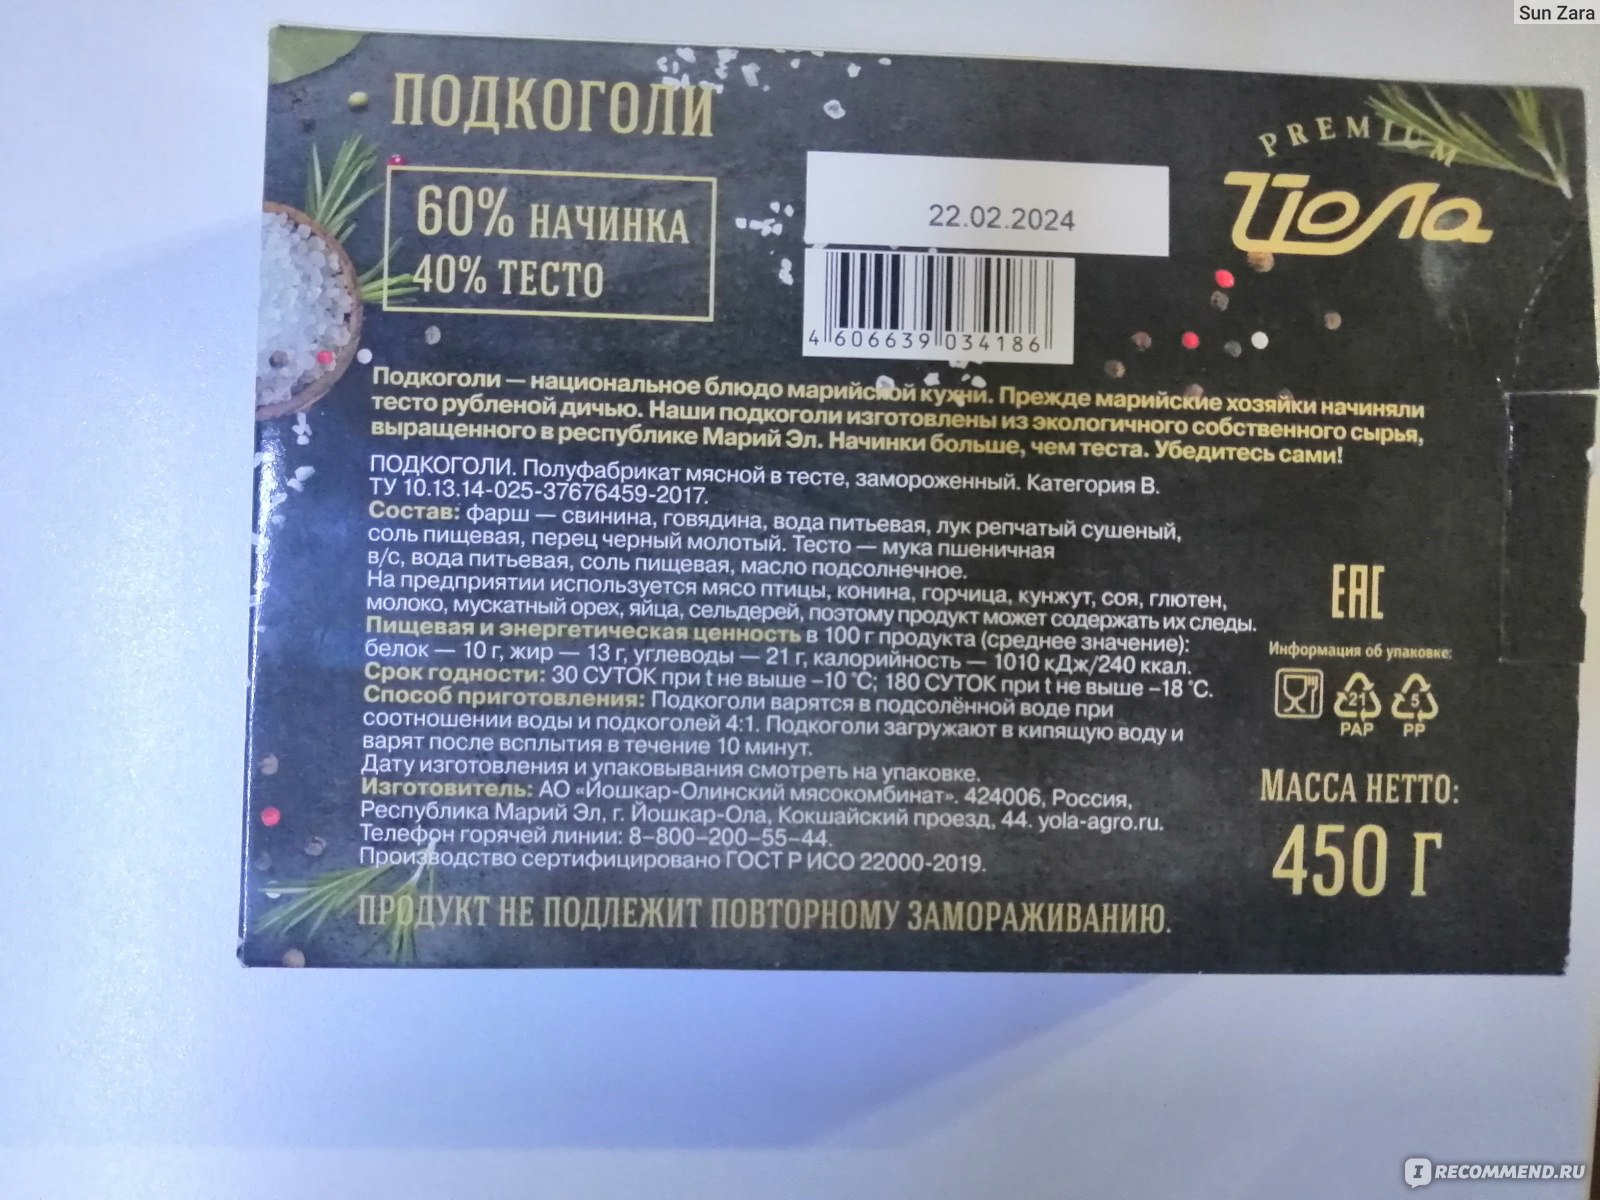 Sun Zara
ПОДКОГОЛИ
60% НАЧИНКА
40% ТЕСТО
22.02.2024
4 606639 034186
PREMIUM
Йола
Подкоголи — национальное блюдо марийской кухни. Прежде марийские хозяйки начиняли
тесто рубленой дичью. Наши подкоголи изготовлены из экологичного собственного сырья,
выращенного в республике Марий Эл. Начинки больше, чем теста. Убедитесь сами!
ПОДКОГОЛИ. Полуфабрикат мясной в тесте, замороженный. Категория В.
ТУ 10.13.14-025-37676459-2017.
Состав: фарш — свинина, говядина, вода питьевая, лук репчатый сушеный,
соль пищевая, перец черный молотый. Тесто — мука пшеничная
в/с, вода питьевая, соль пищевая, масло подсолнечное.
На предприятии используется мясо птицы, конина, горчица, кунжут, соя, глютен,
молоко, мускатный орех, яйца, сельдерей, поэтому продукт может содержать их следы.
Пищевая и энергетическая ценность в 100 г продукта (среднее значение):
белок — 10 г, жир — 13 г, углеводы — 21 г, калорийность — 1010 кДж/240 ккал.
Срок годности: 30 СУТОК при t не выше –10 °С; 180 СУТОК при t не выше –18 °С.
Способ приготовления: Подкоголи варятся в подсолённой воде при
соотношении воды и подкоголей 4:1. Подкоголи загружают в кипящую воду и
варят после всплытия в течение 10 минут.
Дату изготовления и упаковывания смотреть на упаковке.
Изготовитель: АО «Йошкар-Олинский мясокомбинат». 424006, Россия,
Республика Марий Эл, г. Йошкар-Ола, Кокшайский проезд, 44. yola-agro.ru.
Телефон горячей линии: 8–800–200–55–44.
Производство сертифицировано ГОСТ Р ИСО 22000-2019.
ПРОДУКТ НЕ ПОДЛЕЖИТ ПОВТОРНОМУ ЗАМОРАЖИВАНИЮ.
ЕАС
Информация об упаковке:
21 5
PAP PP
МАССА НЕТТО:
450 Г
IRECOMMEND.RU